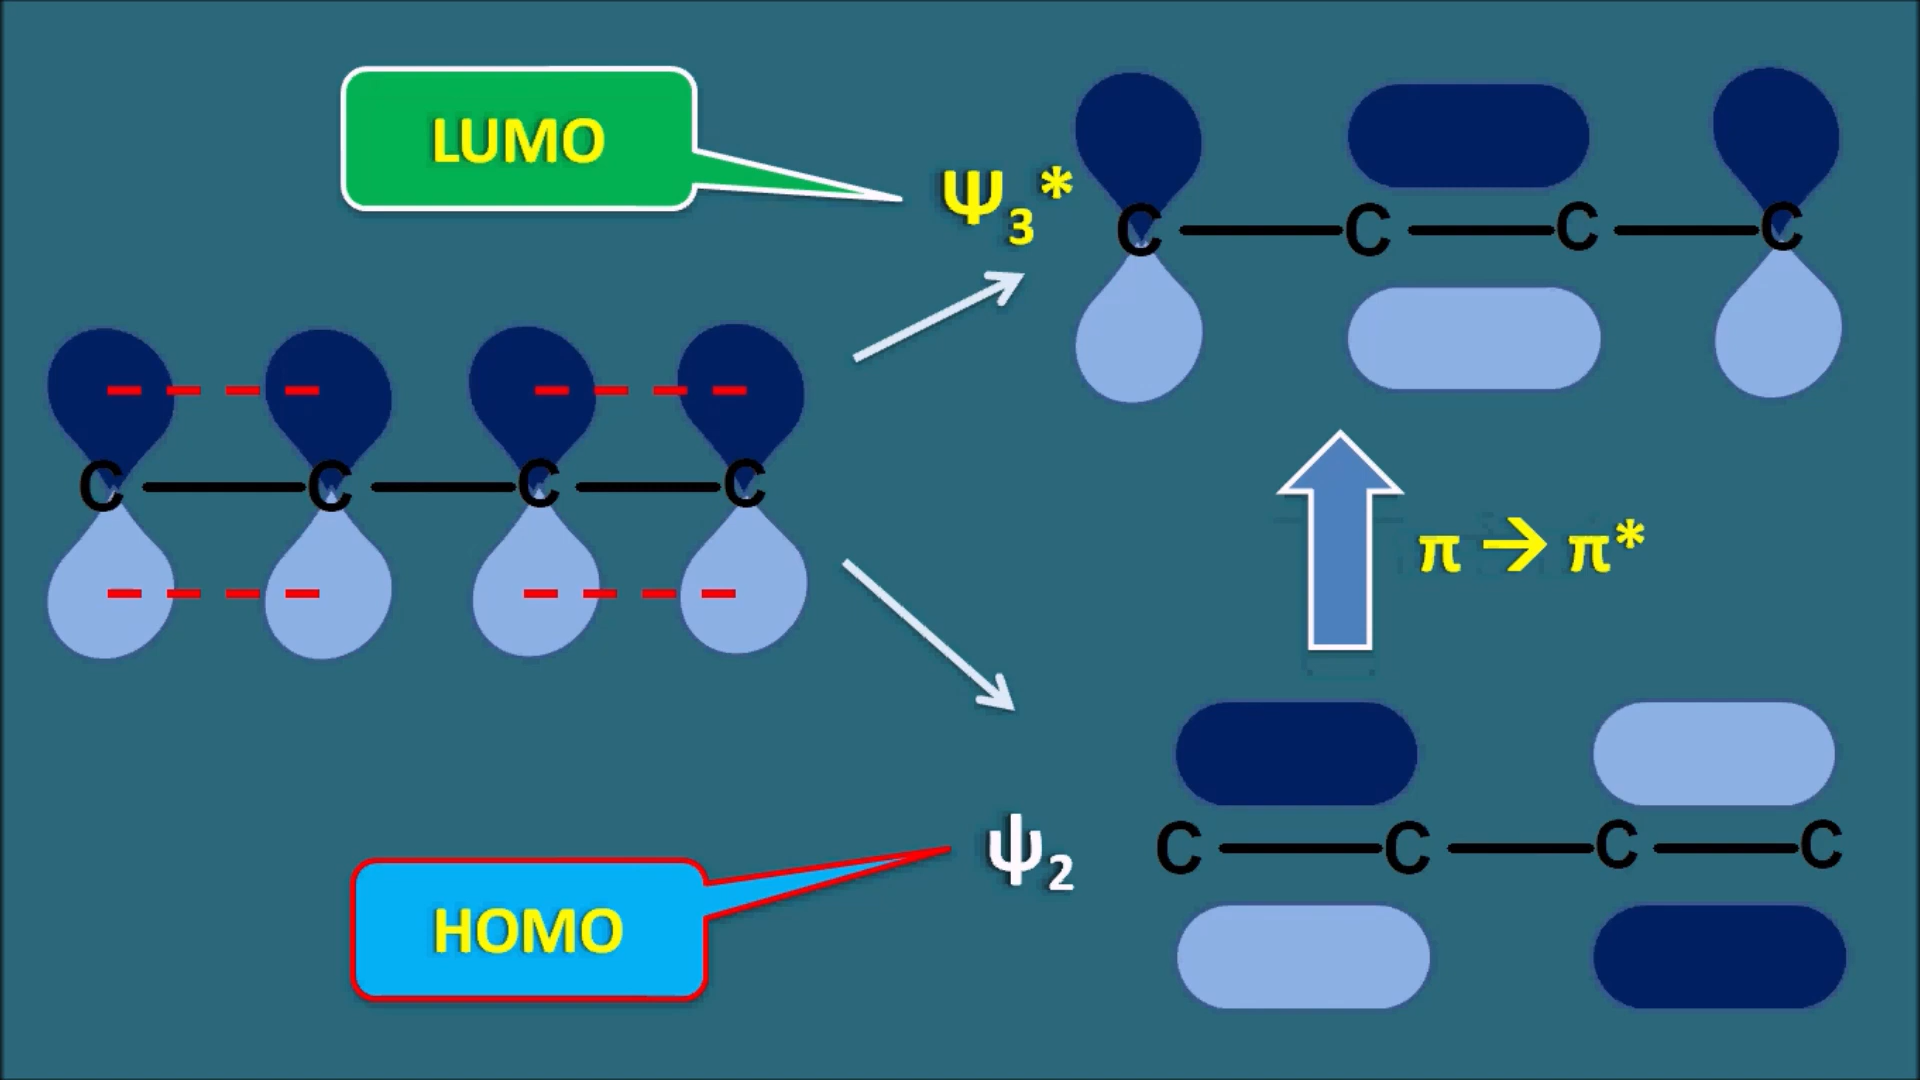 LUMO
Ψ3*
C C C C
C C C C
π → π*
ψ2
C C C C
HOMO